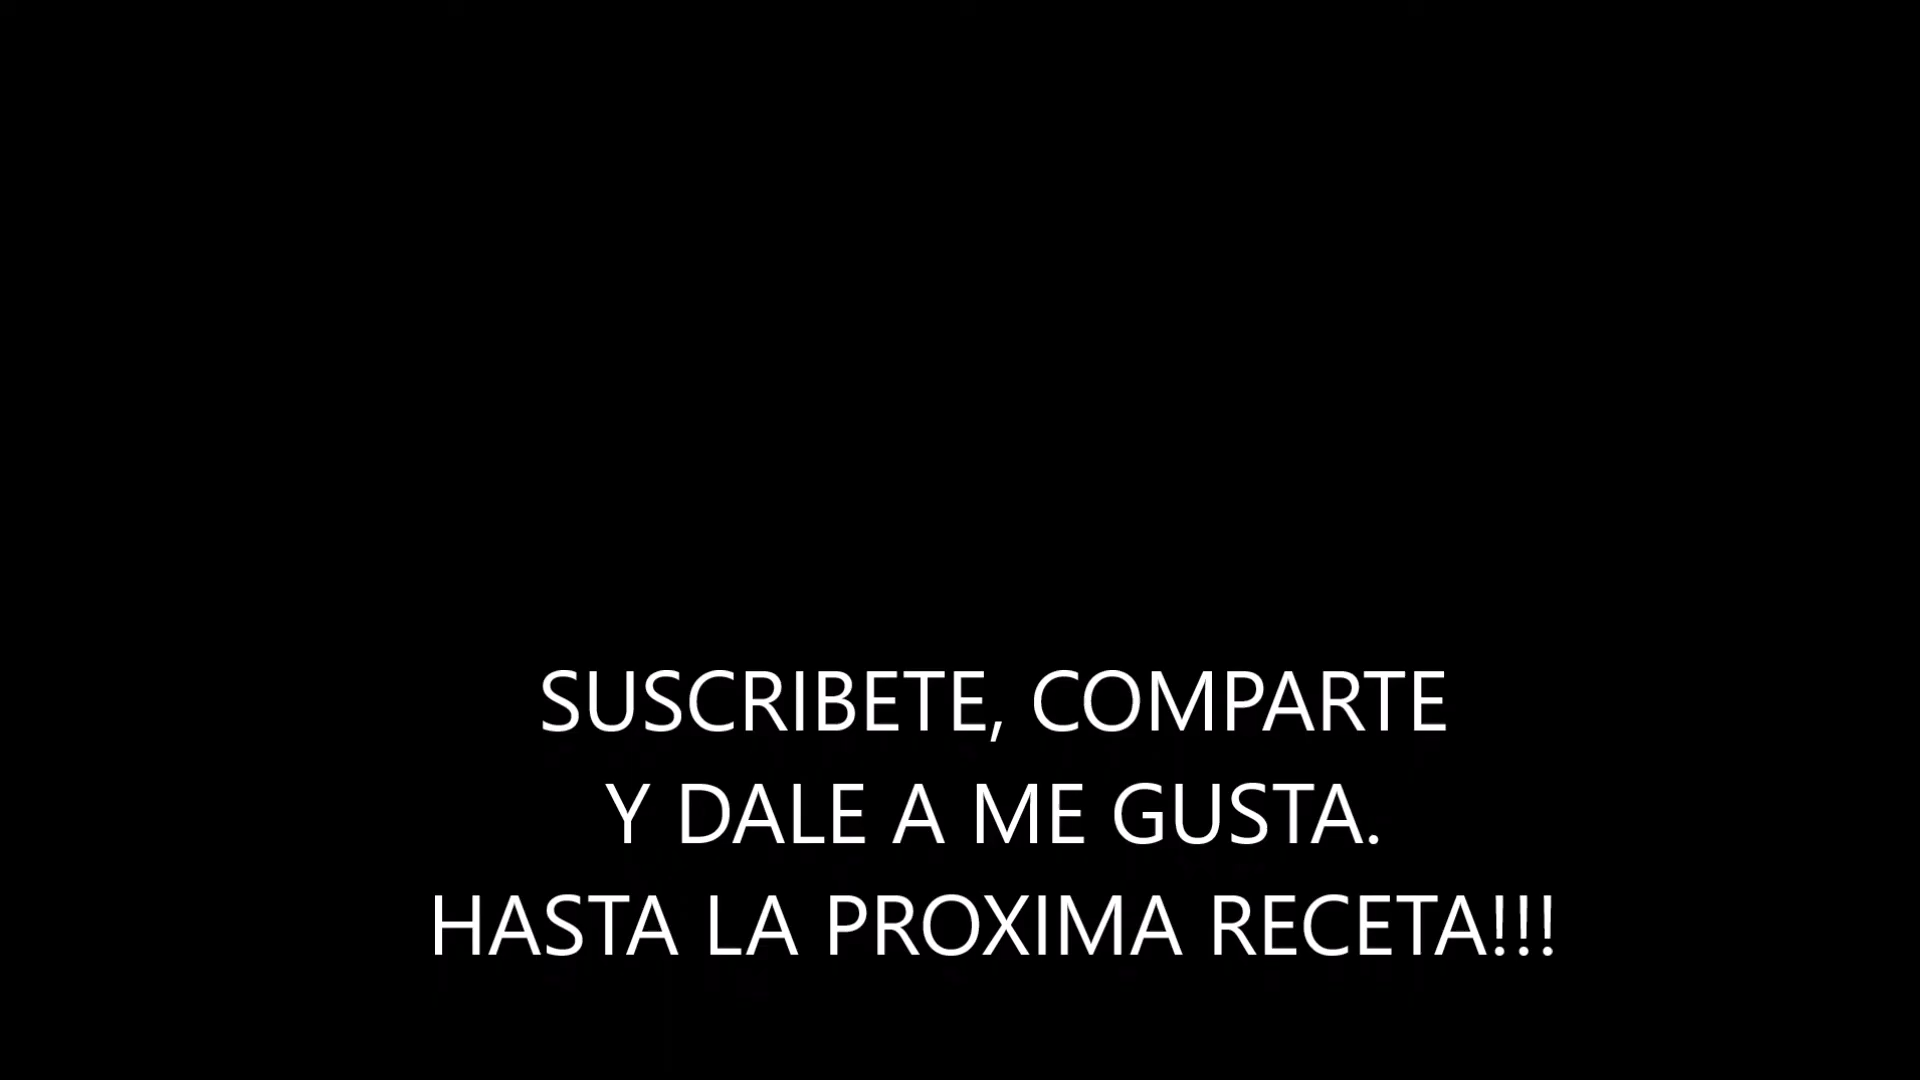 SUSCRIBETE, COMPARTE
Y DALE A ME GUSTA.
HASTA LA PROXIMA RECETA!!!